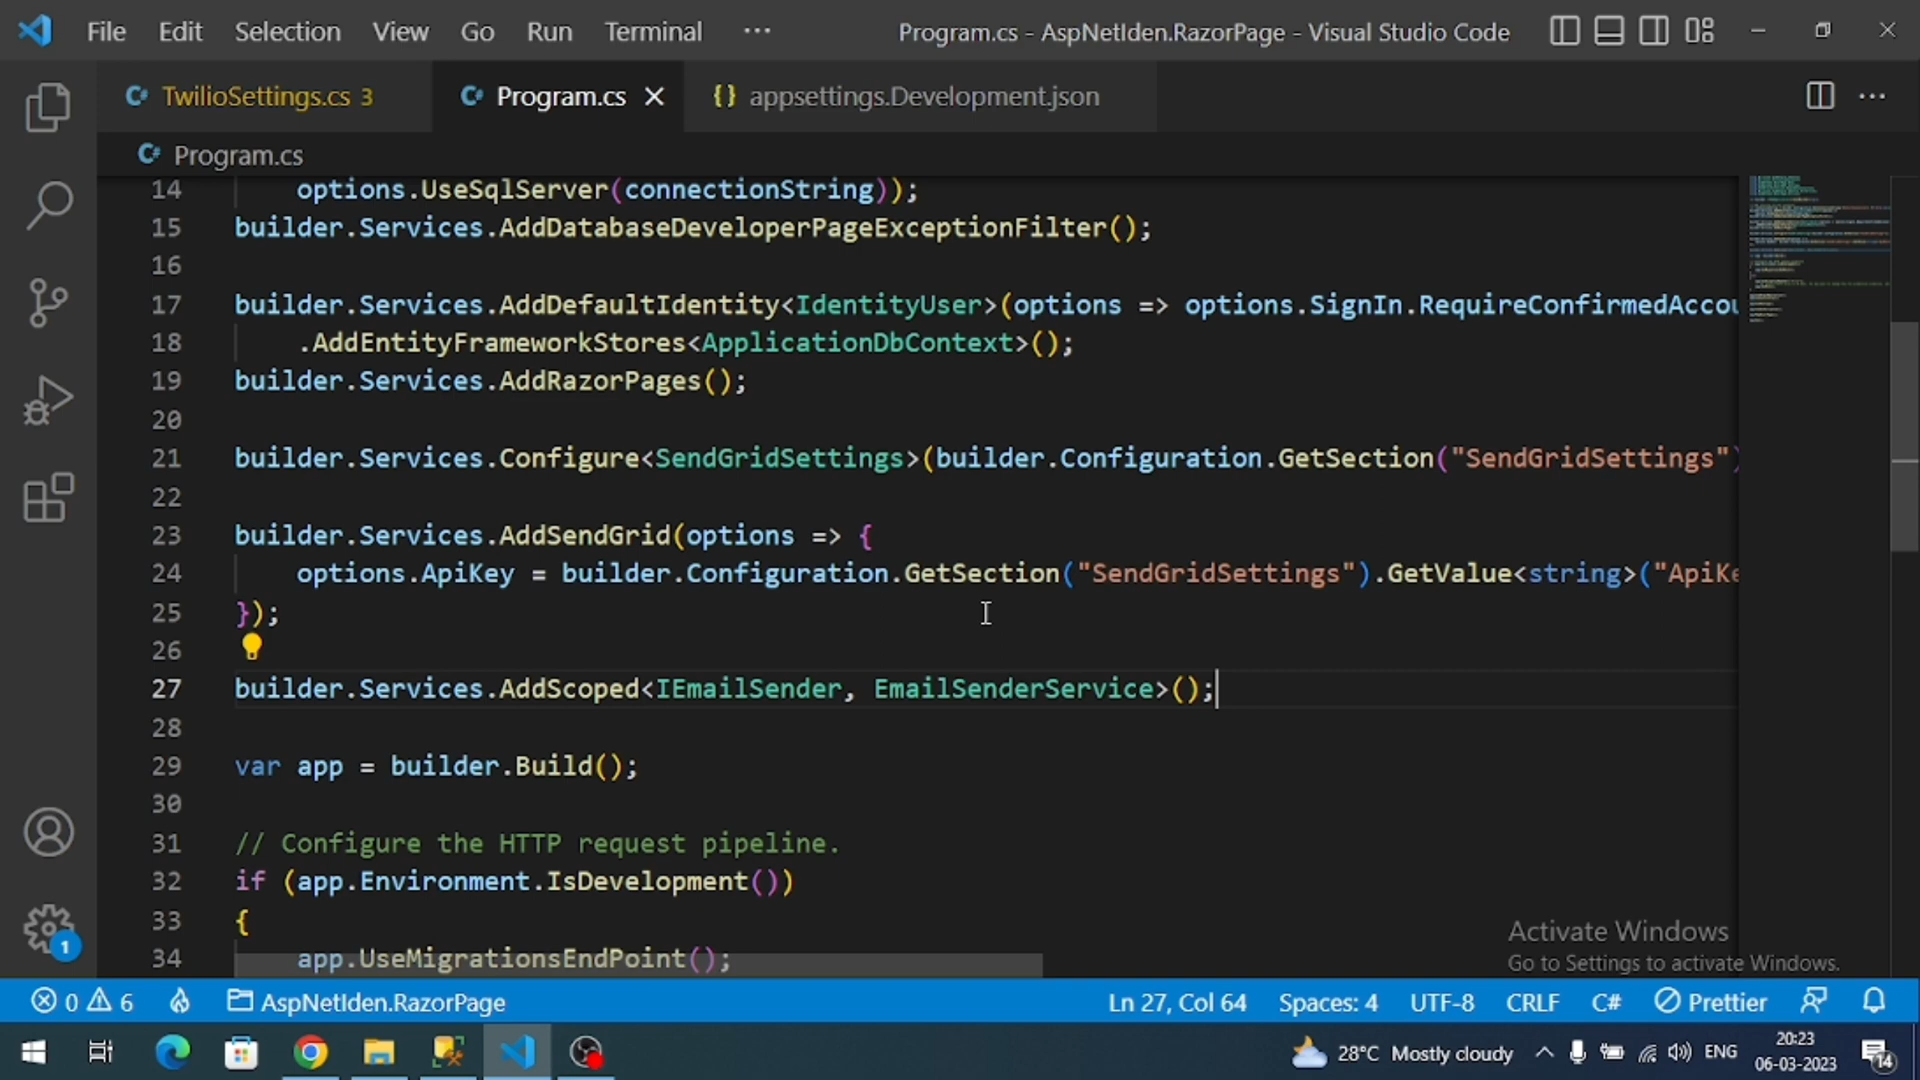 File Edit Selection View Go Run Terminal ··· Program.cs - AspNetIden.RazorPage - Visual Studio Code
TwilioSettings.cs 3 Program.cs {} appsettings.Development.json
Program.cs
14 options.UseSqlServer(connectionString));
15 builder.Services.AddDatabaseDeveloperPageExceptionFilter();
16
17 builder.Services.AddDefaultIdentity<IdentityUser>(options => options.SignIn.RequireConfirmedAccou
18 .AddEntityFrameworkStores<ApplicationDbContext>();
19 builder.Services.AddRazorPages();
20
21 builder.Services.Configure<SendGridSettings>(builder.Configuration.GetSection("SendGridSettings")
22
23 builder.Services.AddSendGrid(options => {
24 options.ApiKey = builder.Configuration.GetSection("SendGridSettings").GetValue<string>("ApiKe
25 });
26
27 builder.Services.AddScoped<IEmailSender, EmailSenderService>();
28
29 var app = builder.Build();
30
31 // Configure the HTTP request pipeline.
32 if (app.Environment.IsDevelopment())
33 {
34 app.UseMigrationsEndPoint();
Activate Windows
Go to Settings to activate Windows.
1
0 6 AspNetIden.RazorPage Ln 27, Col 64 Spaces: 4 UTF-8 CRLF C# Prettier
28°C Mostly cloudy ENG 20:23
06-03-2023 14